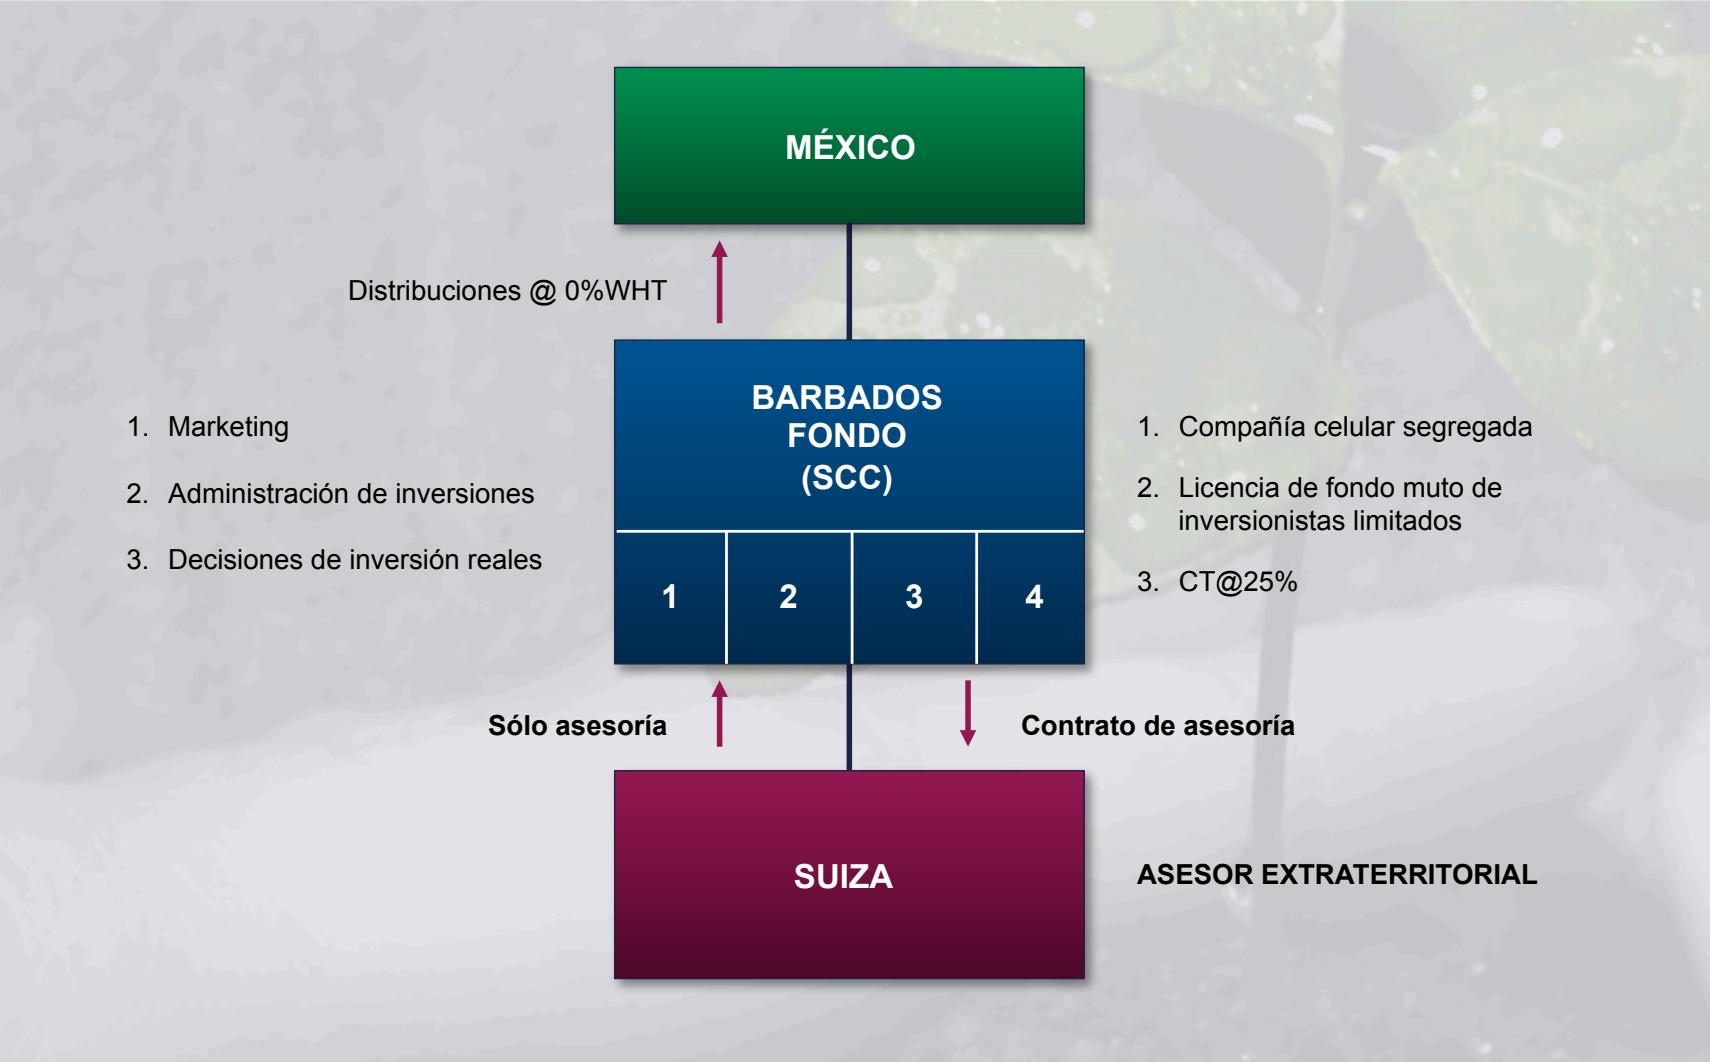 MÉXICO
Distribuciones @ 0%WHT
BARBADOS
FONDO
(SCC)
1 2 3 4
1. Marketing
2. Administración de inversiones
3. Decisiones de inversión reales
1. Compañía celular segregada
2. Licencia de fondo muto de
inversionistas limitados
3. CT@25%
Sólo asesoría
Contrato de asesoría
SUIZA
ASESOR EXTRATERRITORIAL